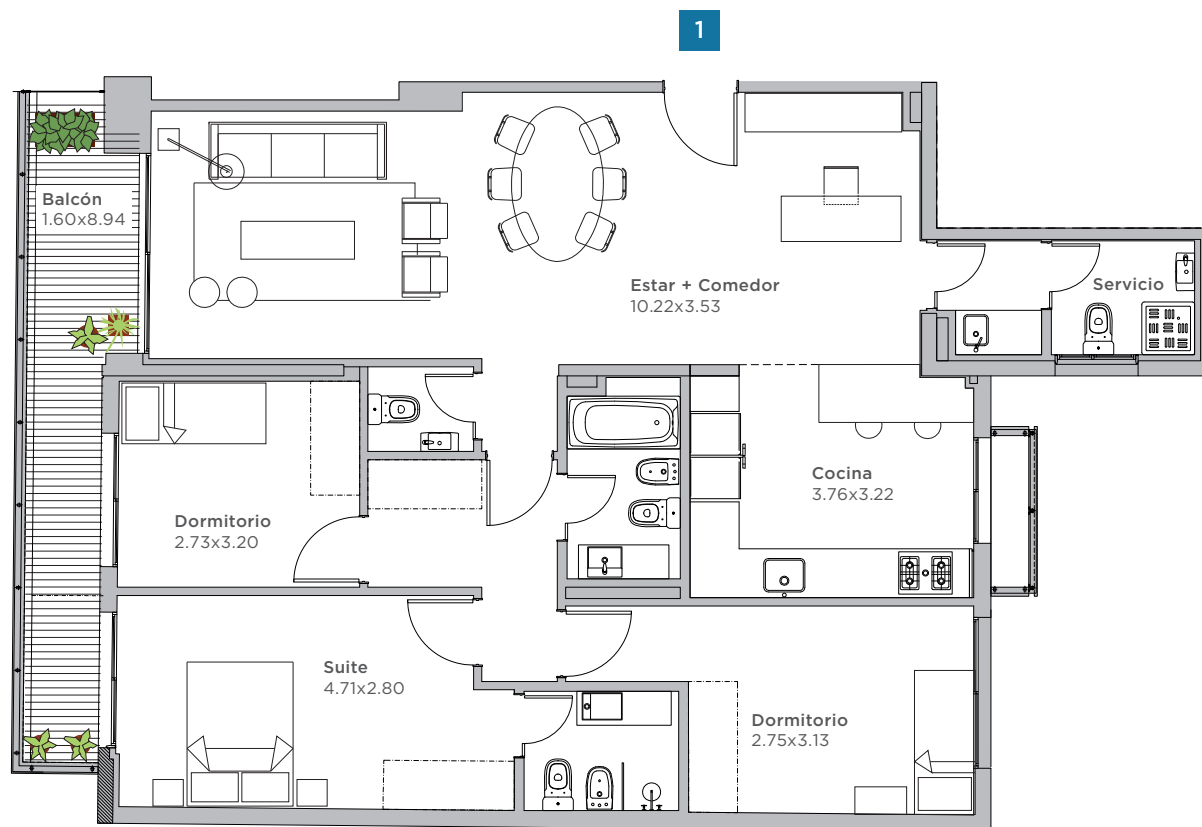 1
Balcón
1.60x8.94
Estar + Comedor
10.22x3.53
Servicio
Cocina
3.76x3.22
Dormitorio
2.73x3.20
Suite
4.71x2.80
Dormitorio
2.75x3.13